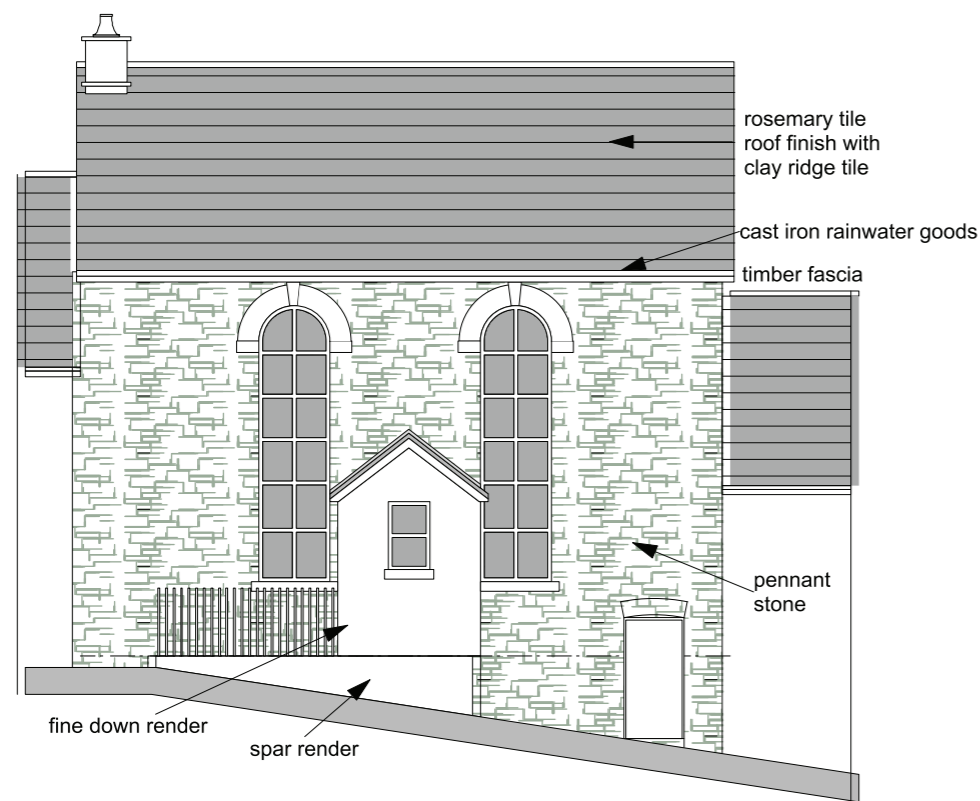 rosemary tile
roof finish with
clay ridge tile
cast iron rainwater goods
timber fascia
pennant
stone
fine down render
spar render